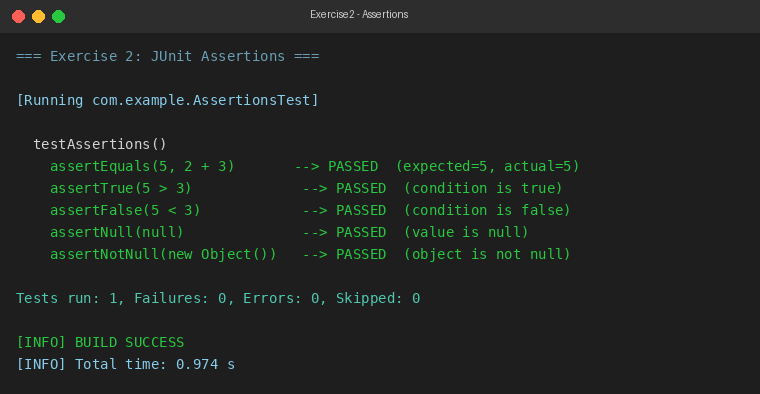 Exercise2 - Assertions
=== Exercise 2: JUnit Assertions ===
[Running com.example.AssertionsTest]
testAssertions()
assertEquals(5, 2 + 3)       --> PASSED  (expected=5, actual=5)
assertTrue(5 > 3)             --> PASSED  (condition is true)
assertFalse(5 < 3)            --> PASSED  (condition is false)
assertNull(null)              --> PASSED  (value is null)
assertNotNull(new Object())   --> PASSED  (object is not null)
Tests run: 1, Failures: 0, Errors: 0, Skipped: 0
[INFO] BUILD SUCCESS
[INFO] Total time: 0.974 s